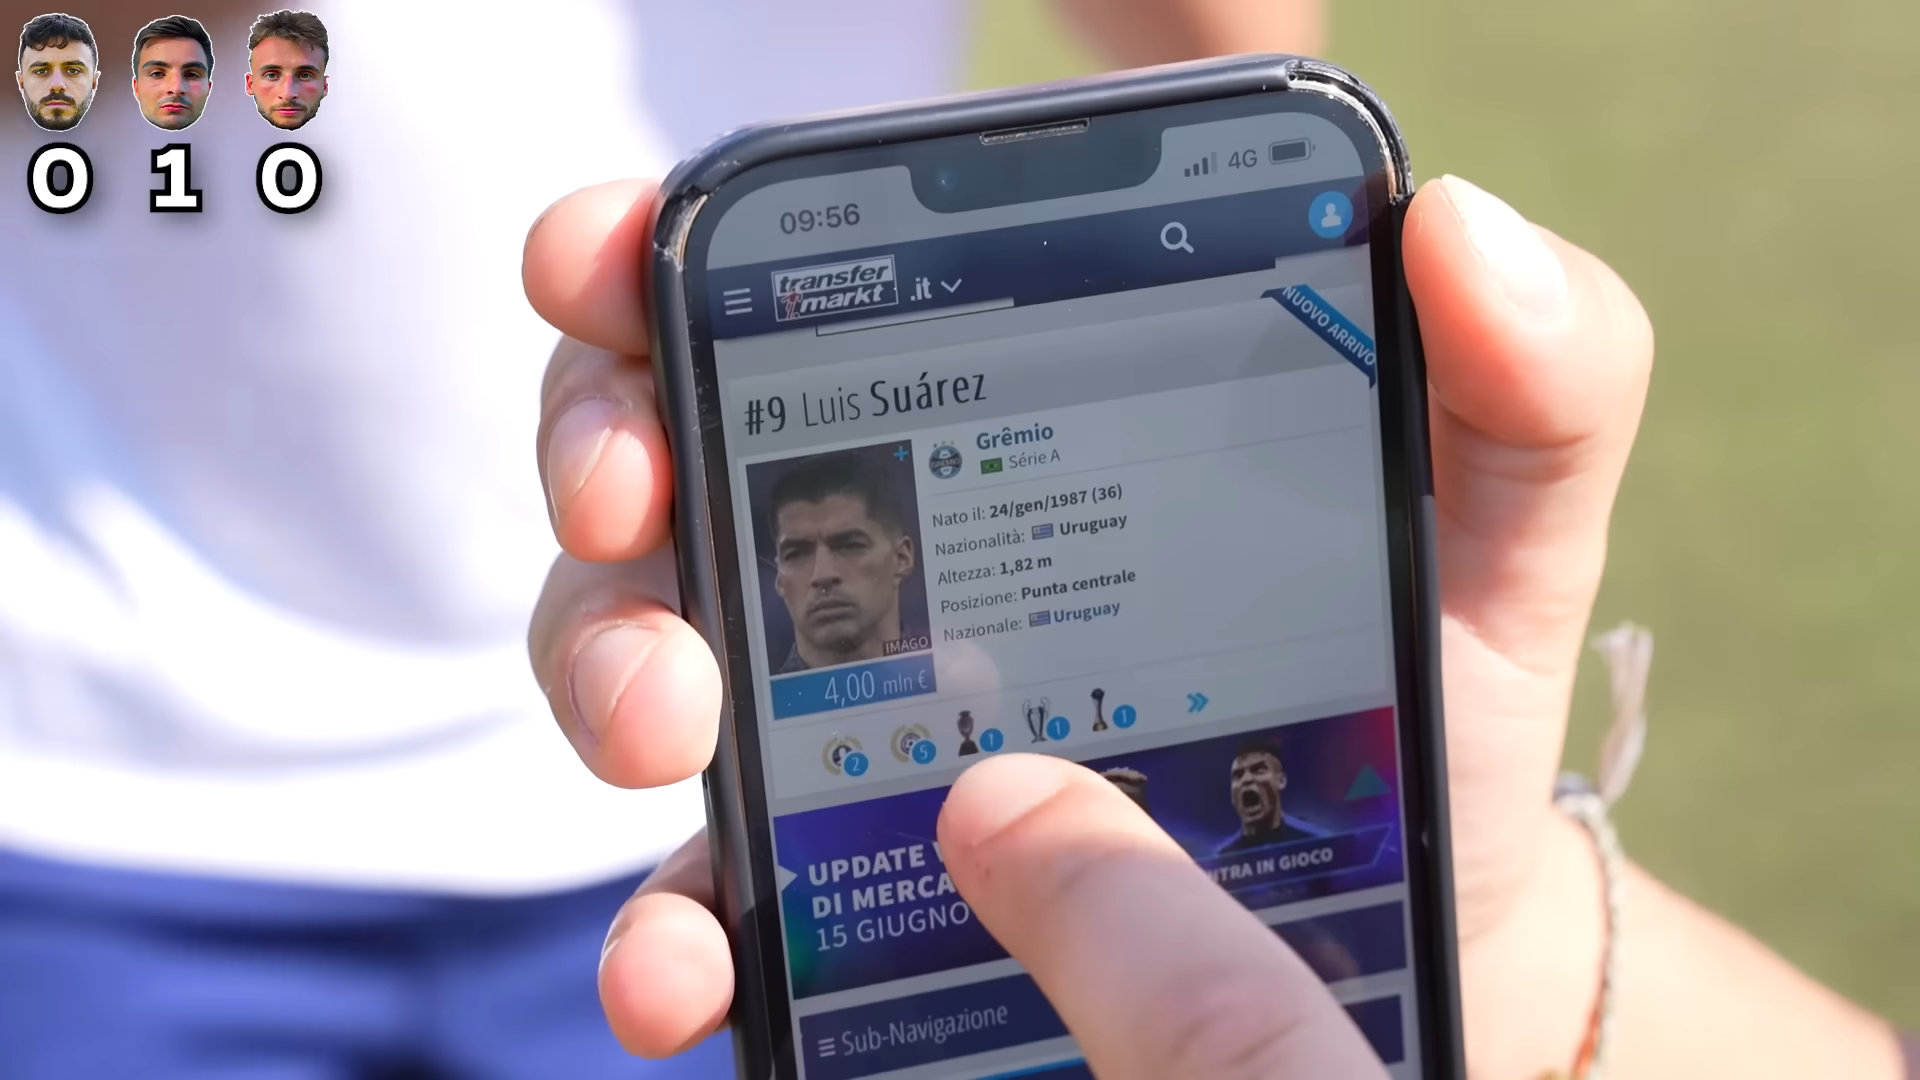 0 1 0
09:56
4G
transfer
markt .it
NUOVO ARRIVO
#9 Luis Suárez
Grêmio
Série A
Nato il: 24/gen/1987 (36)
Nazionalità: Uruguay
Altezza: 1,82 m
Posizione: Punta centrale
Nazionale: Uruguay
IMAGO
4,00 mln €
2 5 1 1 1
UPDATE
DI MERCA
15 GIUGNO
NTRA IN GIOCO
Sub-Navigazione